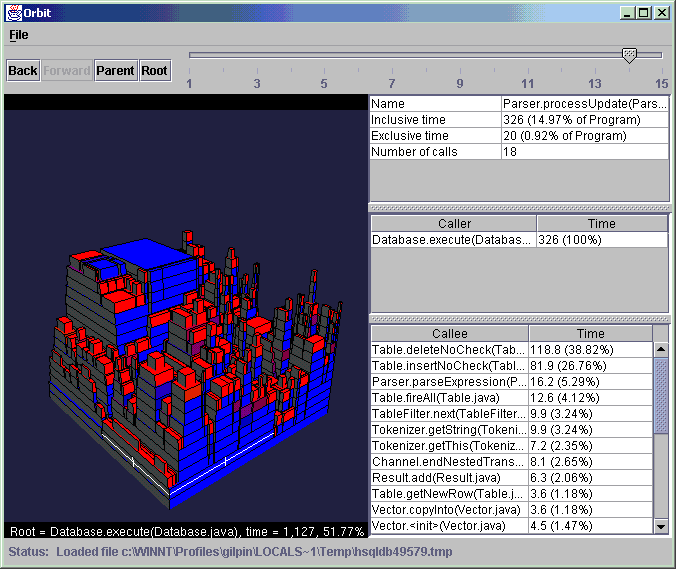 Orbit
File
Back Forward Parent Root
1 3 5 7 9 11 13 15
Name Parser.processUpdate(Pars...
Inclusive time 326 (14.97% of Program)
Exclusive time 20 (0.92% of Program)
Number of calls 18
Caller Time
Database.execute(Databas... 326 (100%)
Callee Time
Table.deleteNoCheck(Tab... 118.8 (38.82%)
Table.insertNoCheck(Tabl... 81.9 (26.76%)
Parser.parseExpression(P... 16.2 (5.29%)
Table.fireAll(Table.java) 12.6 (4.12%)
TableFilter.next(TableFilter... 9.9 (3.24%)
Tokenizer.getString(Tokeni... 9.9 (3.24%)
Tokenizer.getThis(Tokeniz... 7.2 (2.35%)
Channel.endNestedTrans... 8.1 (2.65%)
Result.add(Result.java) 6.3 (2.06%)
Table.getNewRow(Table.j... 3.6 (1.18%)
Vector.copyInto(Vector.java) 3.6 (1.18%)
Vector.<init>(Vector.java) 4.5 (1.47%)
Root = Database.execute(Database.java), time = 1,127, 51.77%
Status: Loaded file c:\WINNT\Profiles\gilpin\LOCALS~1\Temp\hsqldb49579.tmp